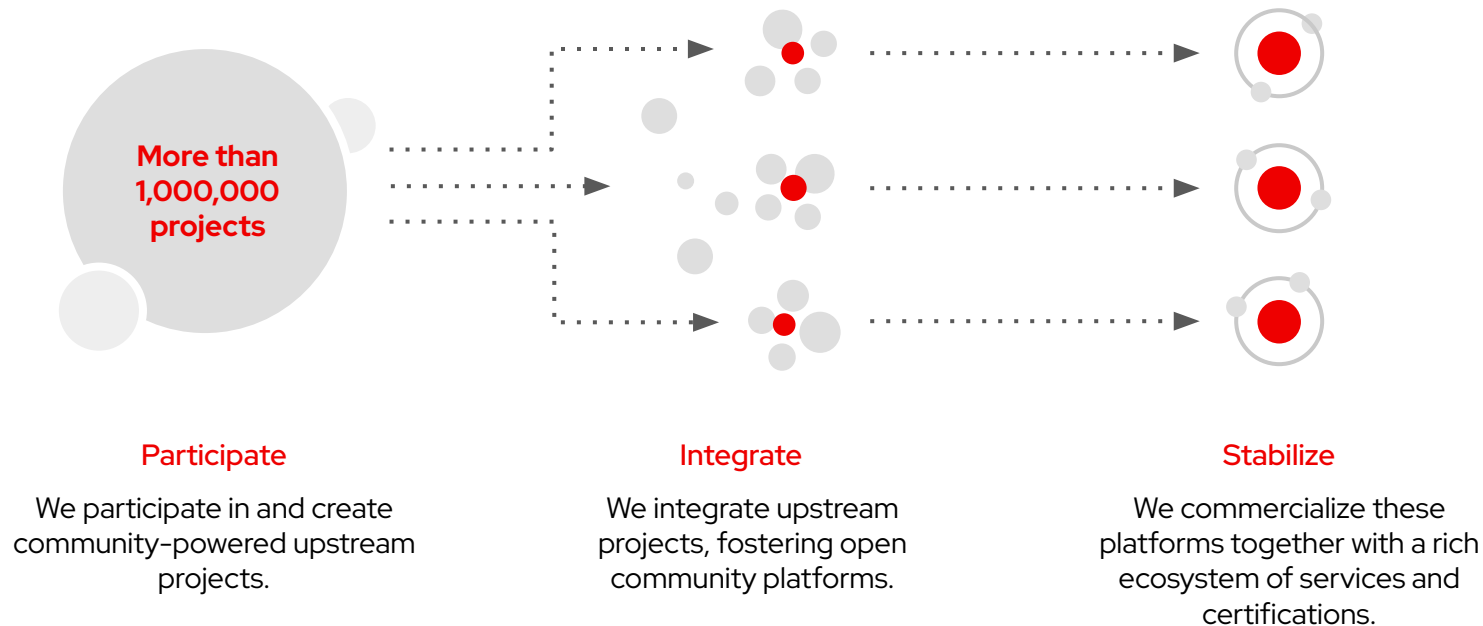 More than
1,000,000
projects
Participate
We participate in and create
community-powered upstream
projects.
Integrate
We integrate upstream
projects, fostering open
community platforms.
Stabilize
We commercialize these
platforms together with a rich
ecosystem of services and
certifications.